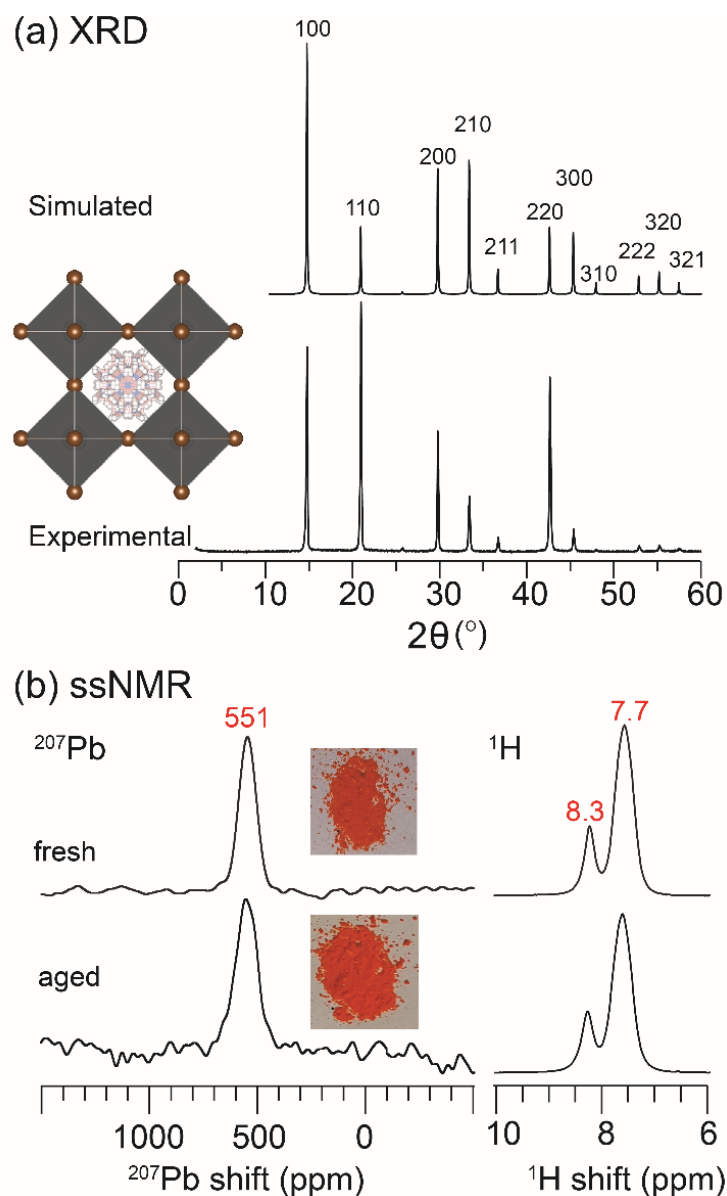 (a) XRD
100
210
200
300
110
220
320
211
222
321
310
Simulated
Experimental
0 10 20 30 40 50 60
2θ (°)
(b) ssNMR
551
7.7
²⁰⁷Pb
¹H
8.3
fresh
aged
1000 500 0
10 8 6
²⁰⁷Pb shift (ppm)
¹H shift (ppm)